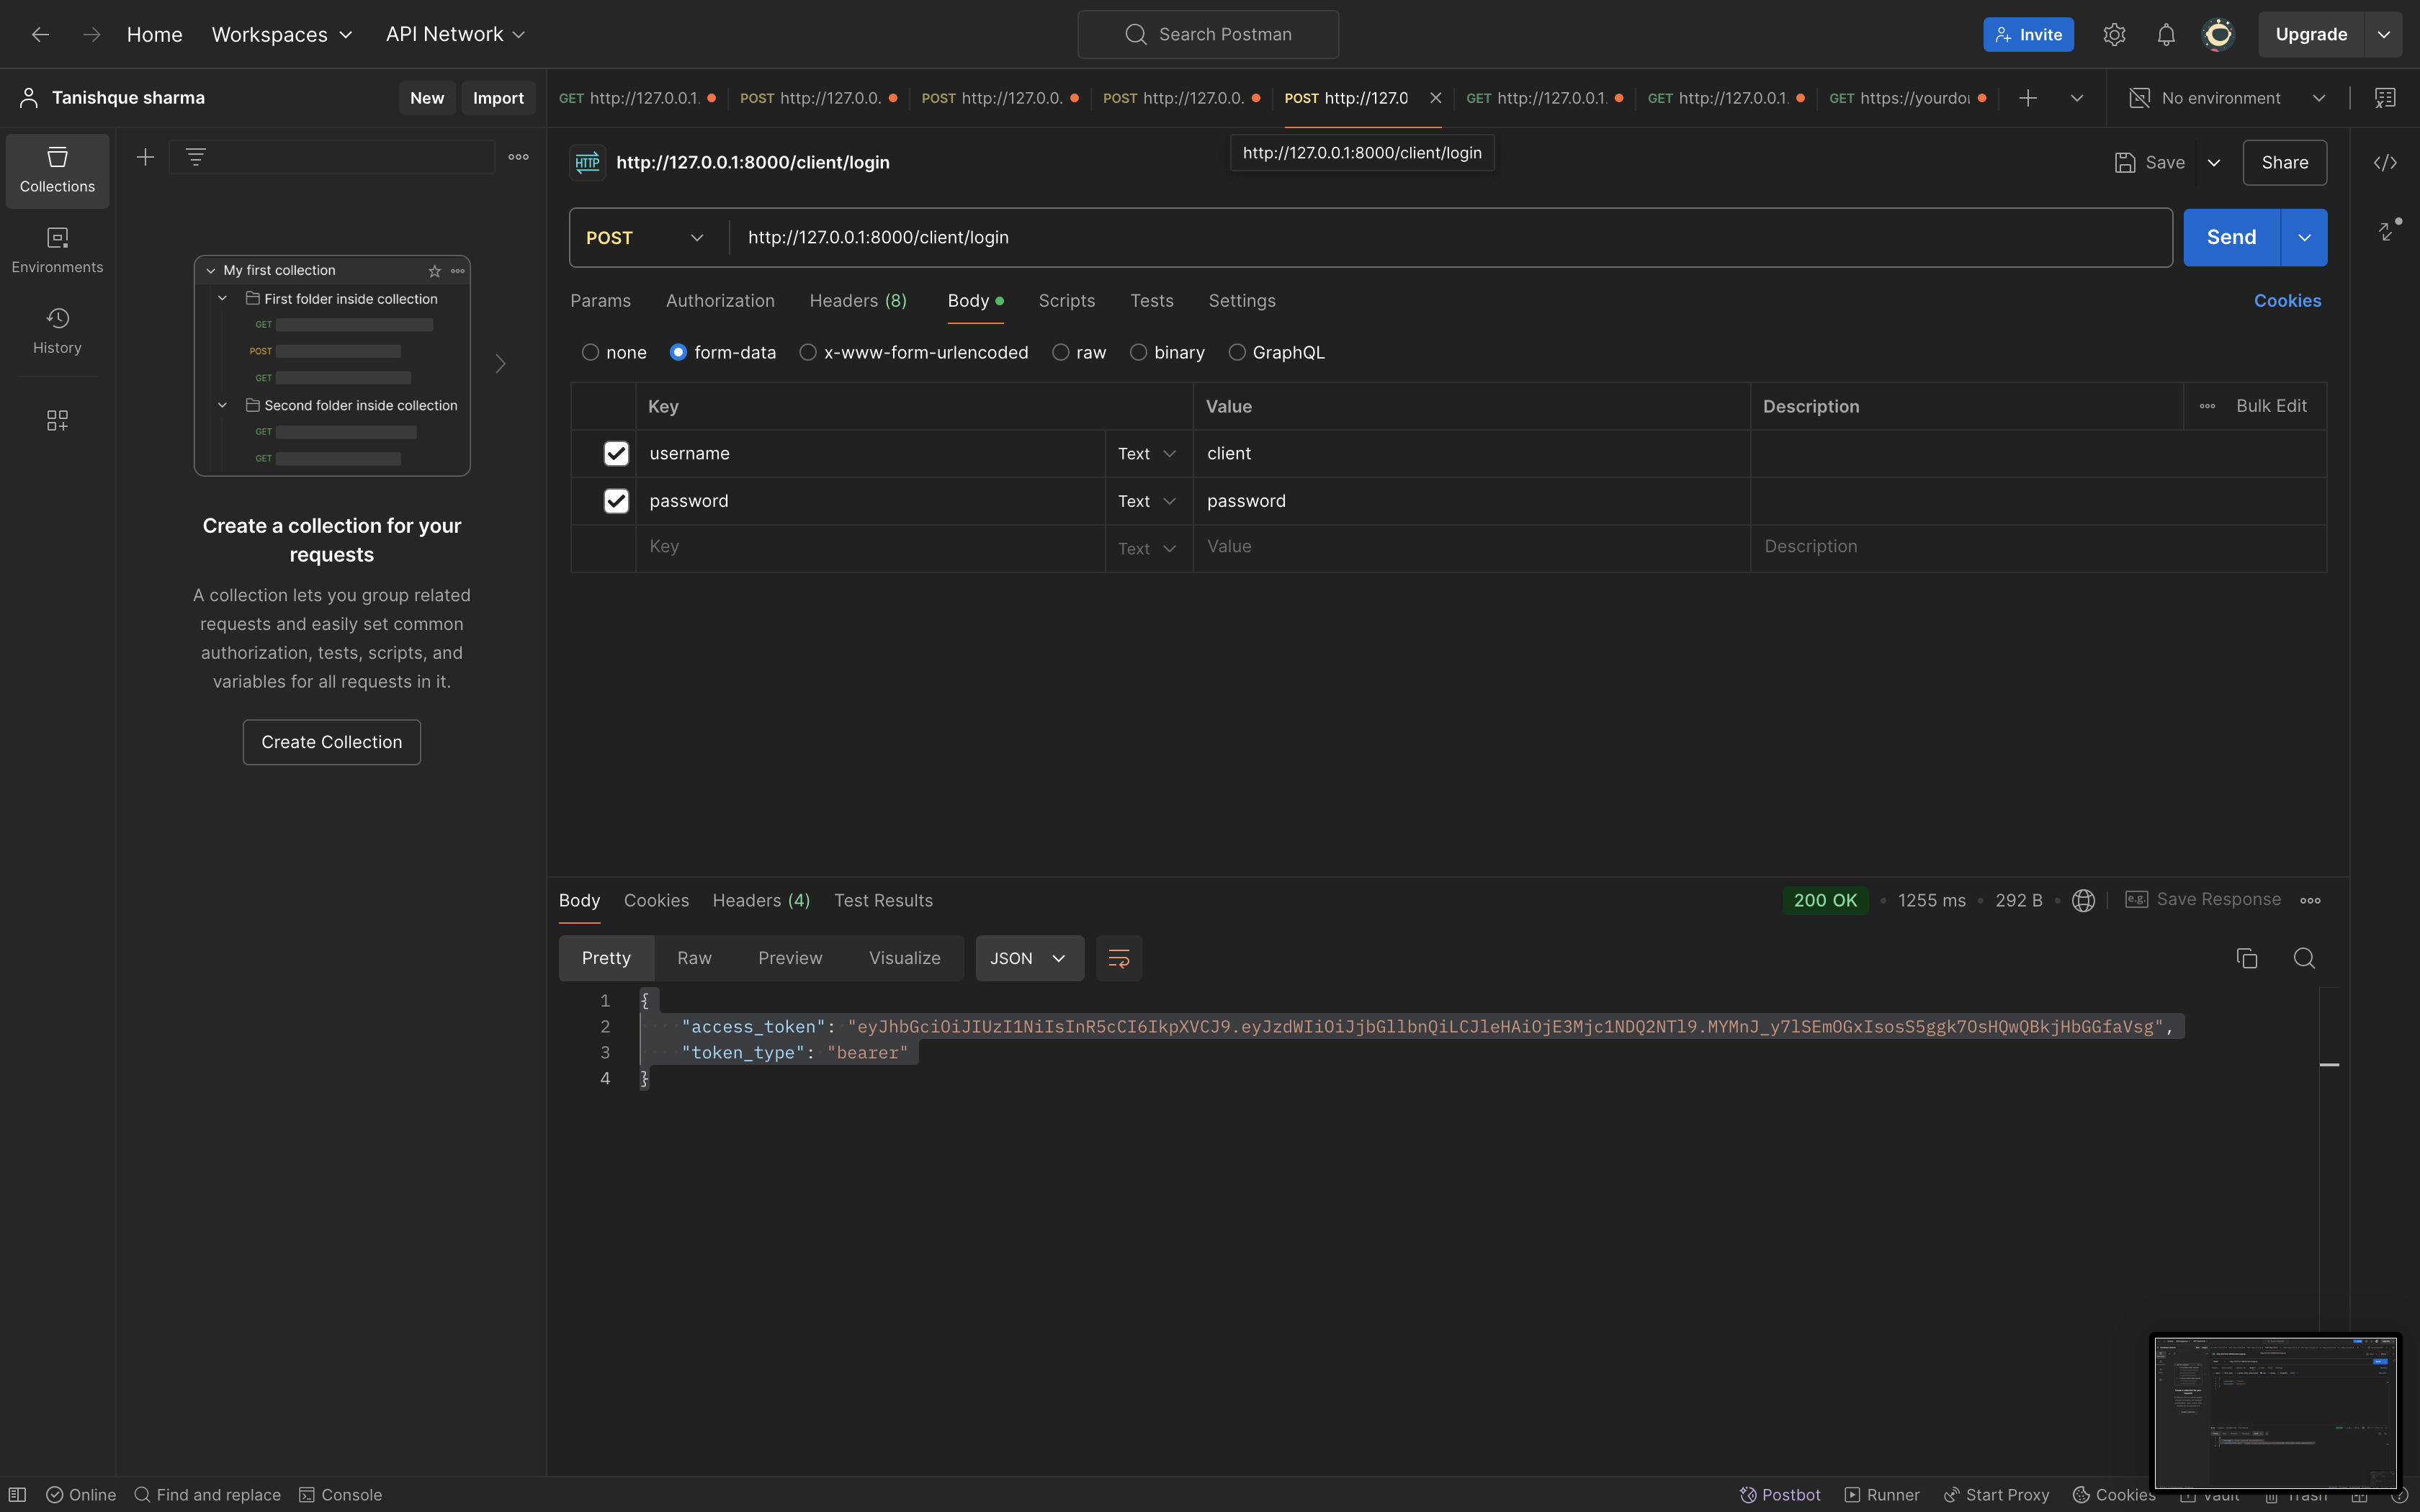 Home Workspaces API Network Search Postman Invite Upgrade
Tanishque sharma New Import
GET http://127.0.0.1. POST http://127.0.0. POST http://127.0.0. POST http://127.0.0. POST http://127.0 GET http://127.0.0.1. GET http://127.0.0.1. GET https://yourdo No environment
http://127.0.0.1:8000/client/login
HTTP http://127.0.0.1:8000/client/login Save Share
Collections
Environments
History
My first collection
First folder inside collection
GET
POST
GET
Second folder inside collection
GET
GET
Create a collection for your
requests
A collection lets you group related
requests and easily set common
authorization, tests, scripts, and
variables for all requests in it.
Create Collection
POST http://127.0.0.1:8000/client/login Send
Params Authorization Headers (8) Body Scripts Tests Settings Cookies
none form-data x-www-form-urlencoded raw binary GraphQL
Key Value Description Bulk Edit
username Text client
password Text password
Key Text Value Description
Body Cookies Headers (4) Test Results 200 OK 1255 ms 292 B e.g. Save Response
Pretty Raw Preview Visualize JSON
1 {
2 "access_token": "eyJhbGciOiJIUzI1NiIsInR5cCI6IkpXVCJ9.eyJzdWIiOiJjbGllbnQiLCJleHAiOjE3Mjc1NDQ2NTl9.MYMnJ_y7lSEmOGxIsosS5ggk7OsHQwQBkjHbGGfaVsg",
3 "token_type": "bearer"
4 }
Online Find and replace Console Postbot Runner Start Proxy Cookies Vault Trash